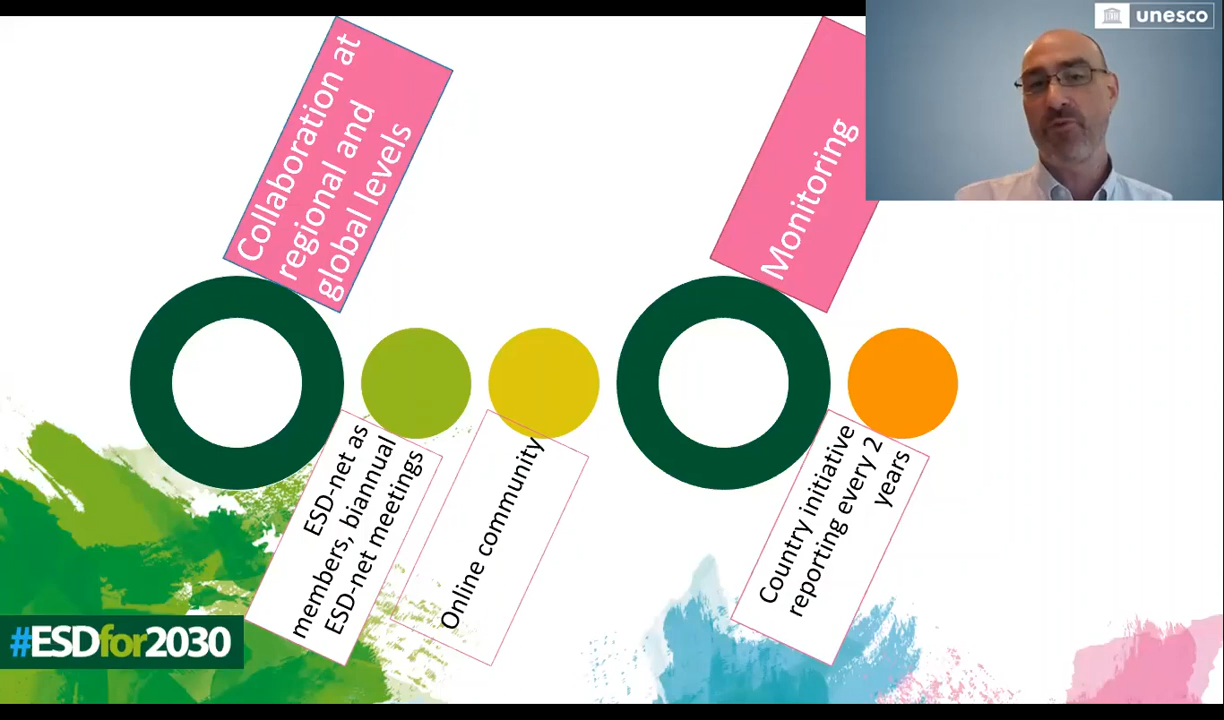 unesco
Collaboration at
regional and
global levels
Monitoring
ESD-net as
members, biannual
ESD-net meetings
Online community
Country initiative
reporting every 2
years
#ESDfor2030